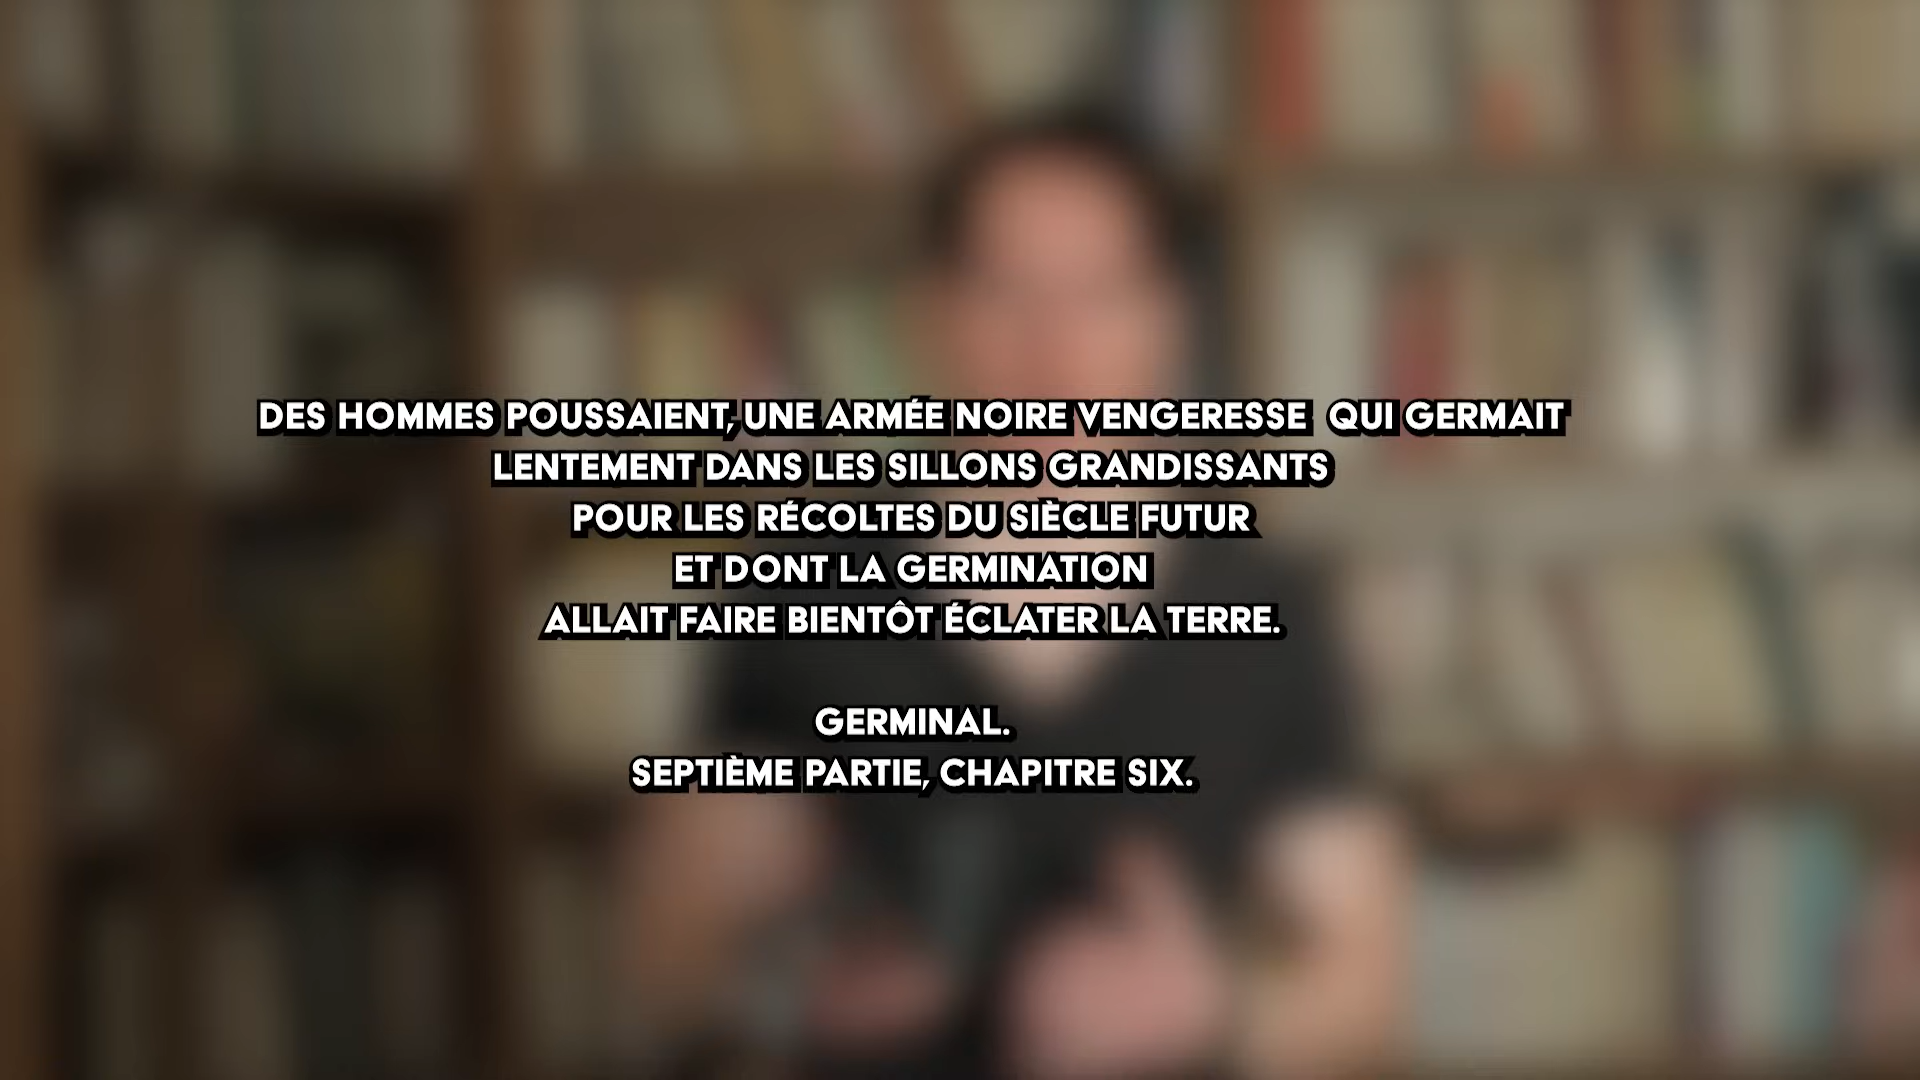 DES HOMMES POUSSAIENT, UNE ARMÉE NOIRE VENGERESSE QUI GERMAIT
LENTEMENT DANS LES SILLONS GRANDISSANTS
POUR LES RÉCOLTES DU SIÈCLE FUTUR
ET DONT LA GERMINATION
ALLAIT FAIRE BIENTÔT ÉCLATER LA TERRE.
GERMINAL.
SEPTIÈME PARTIE, CHAPITRE SIX.